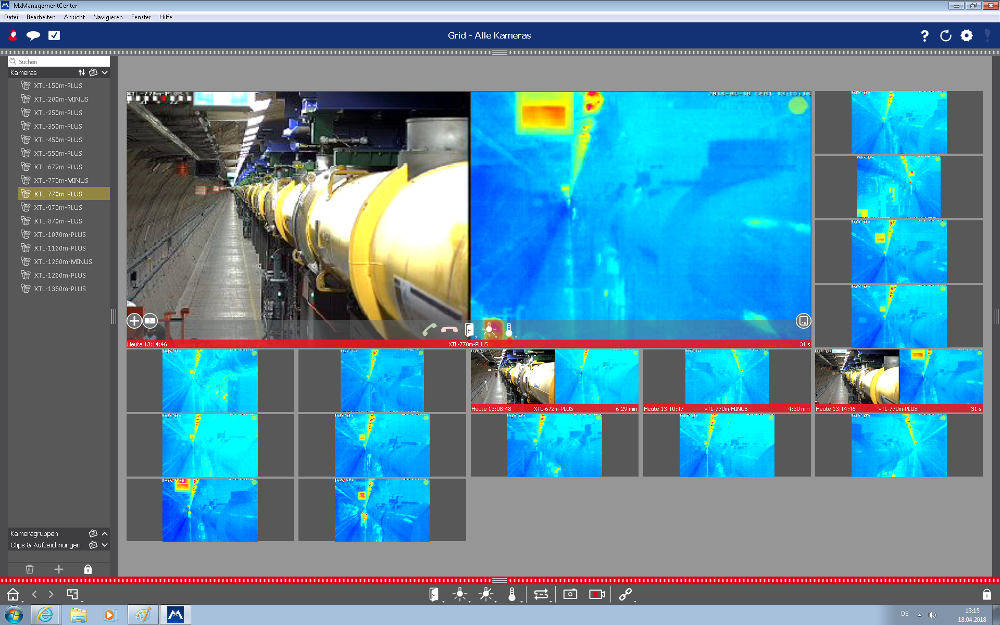 MxManagementCenter
Datei Bearbeiten Ansicht Navigieren Fenster Hilfe
Grid - Alle Kameras
Suchen
Kameras
XTL-150m-PLUS
XTL-200m-MINUS
XTL-250m-PLUS
XTL-350m-PLUS
XTL-450m-PLUS
XTL-550m-PLUS
XTL-672m-PLUS
XTL-770m-MINUS
XTL-770m-PLUS
XTL-970m-PLUS
XTL-870m-PLUS
XTL-1070m-PLUS
XTL-1160m-PLUS
XTL-1260m-MINUS
XTL-1260m-PLUS
XTL-1360m-PLUS
Kameragruppen
Clips & Aufzeichnungen
Heute 13:14:46 XTL-770m-PLUS 31 s
Heute 13:08:48 XTL-672m-PLUS 6:29 min
Heute 13:10:47 XTL-770m-MINUS 4:30 min
Heute 13:14:46 XTL-770m-PLUS 31 s
DE
13:15
18.04.2018